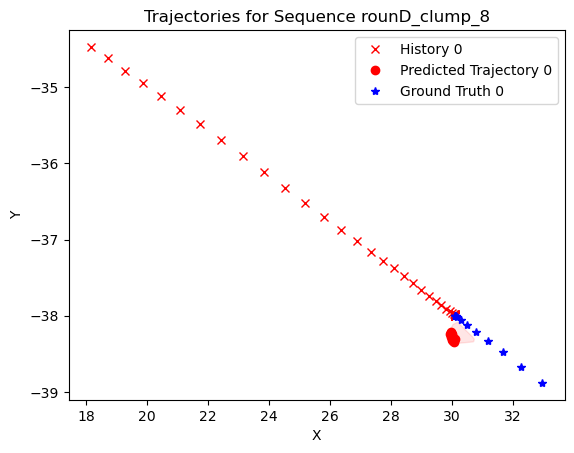 Trajectories for Sequence rounD_clump_8
History 0
Predicted Trajectory 0
Ground Truth 0
−35
−36
−37
−38
−39
Y
18 20 22 24 26 28 30 32
X